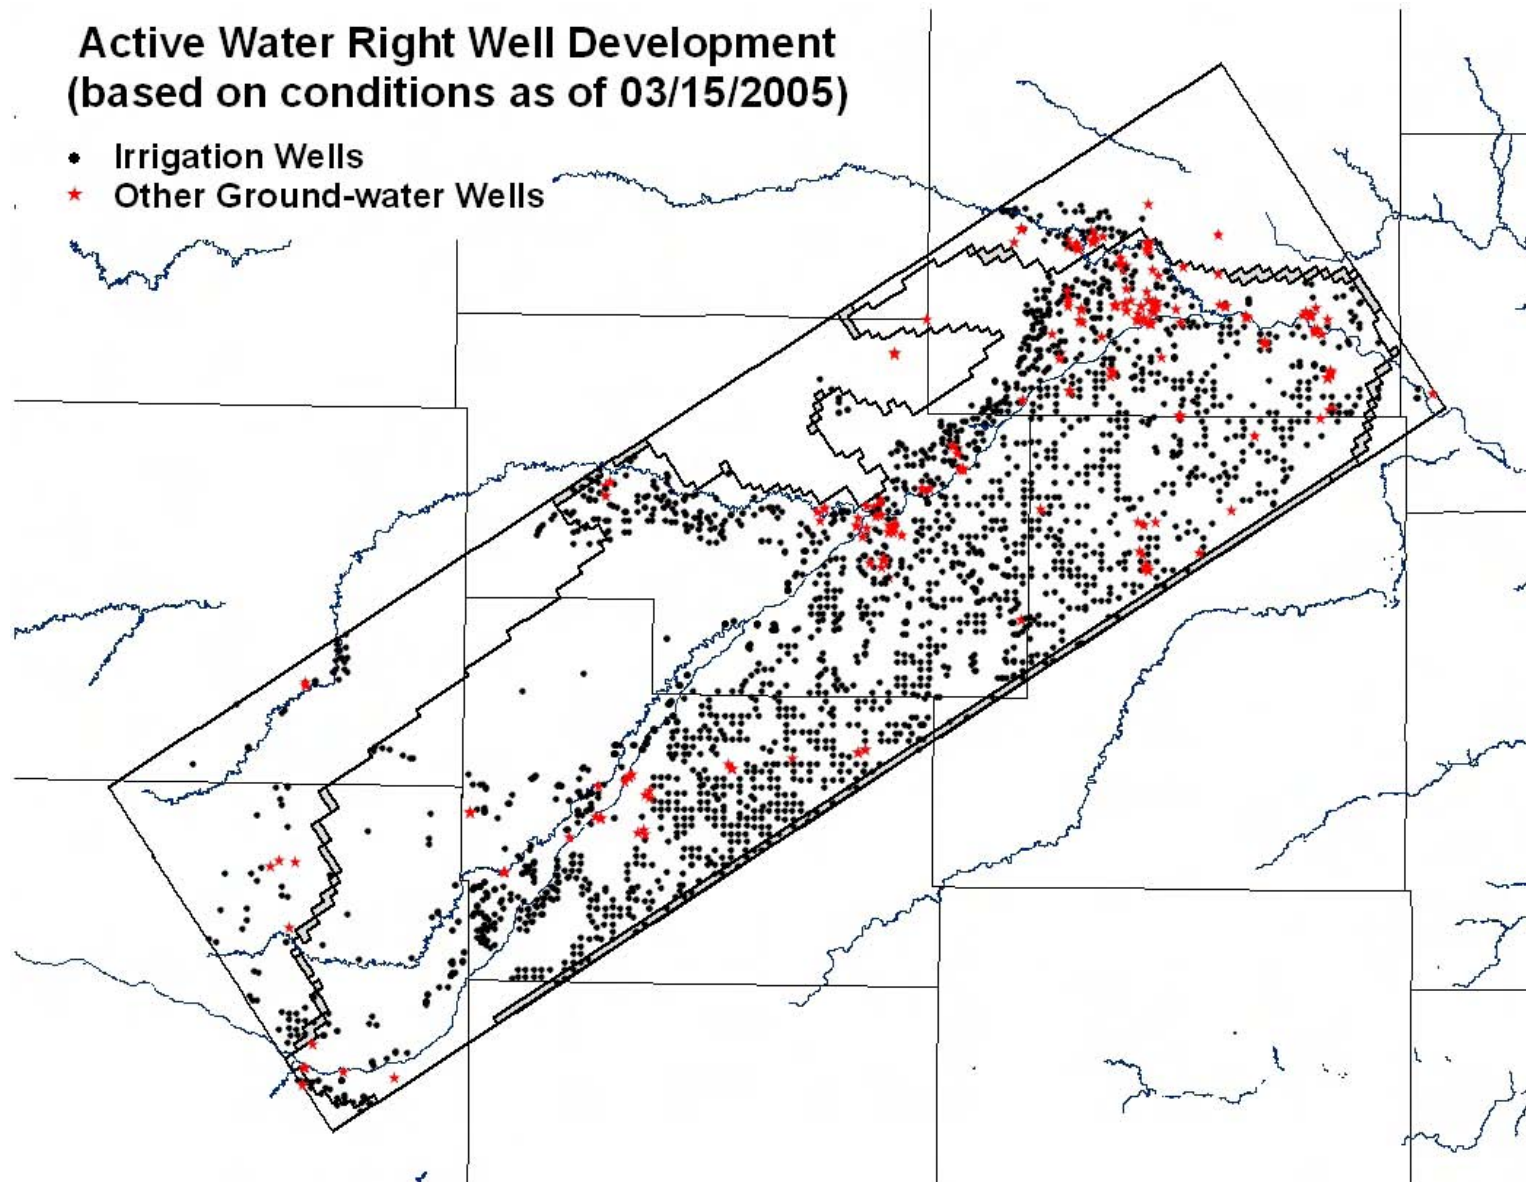 Active Water Right Well Development
(based on conditions as of 03/15/2005)
Irrigation Wells
Other Ground-water Wells